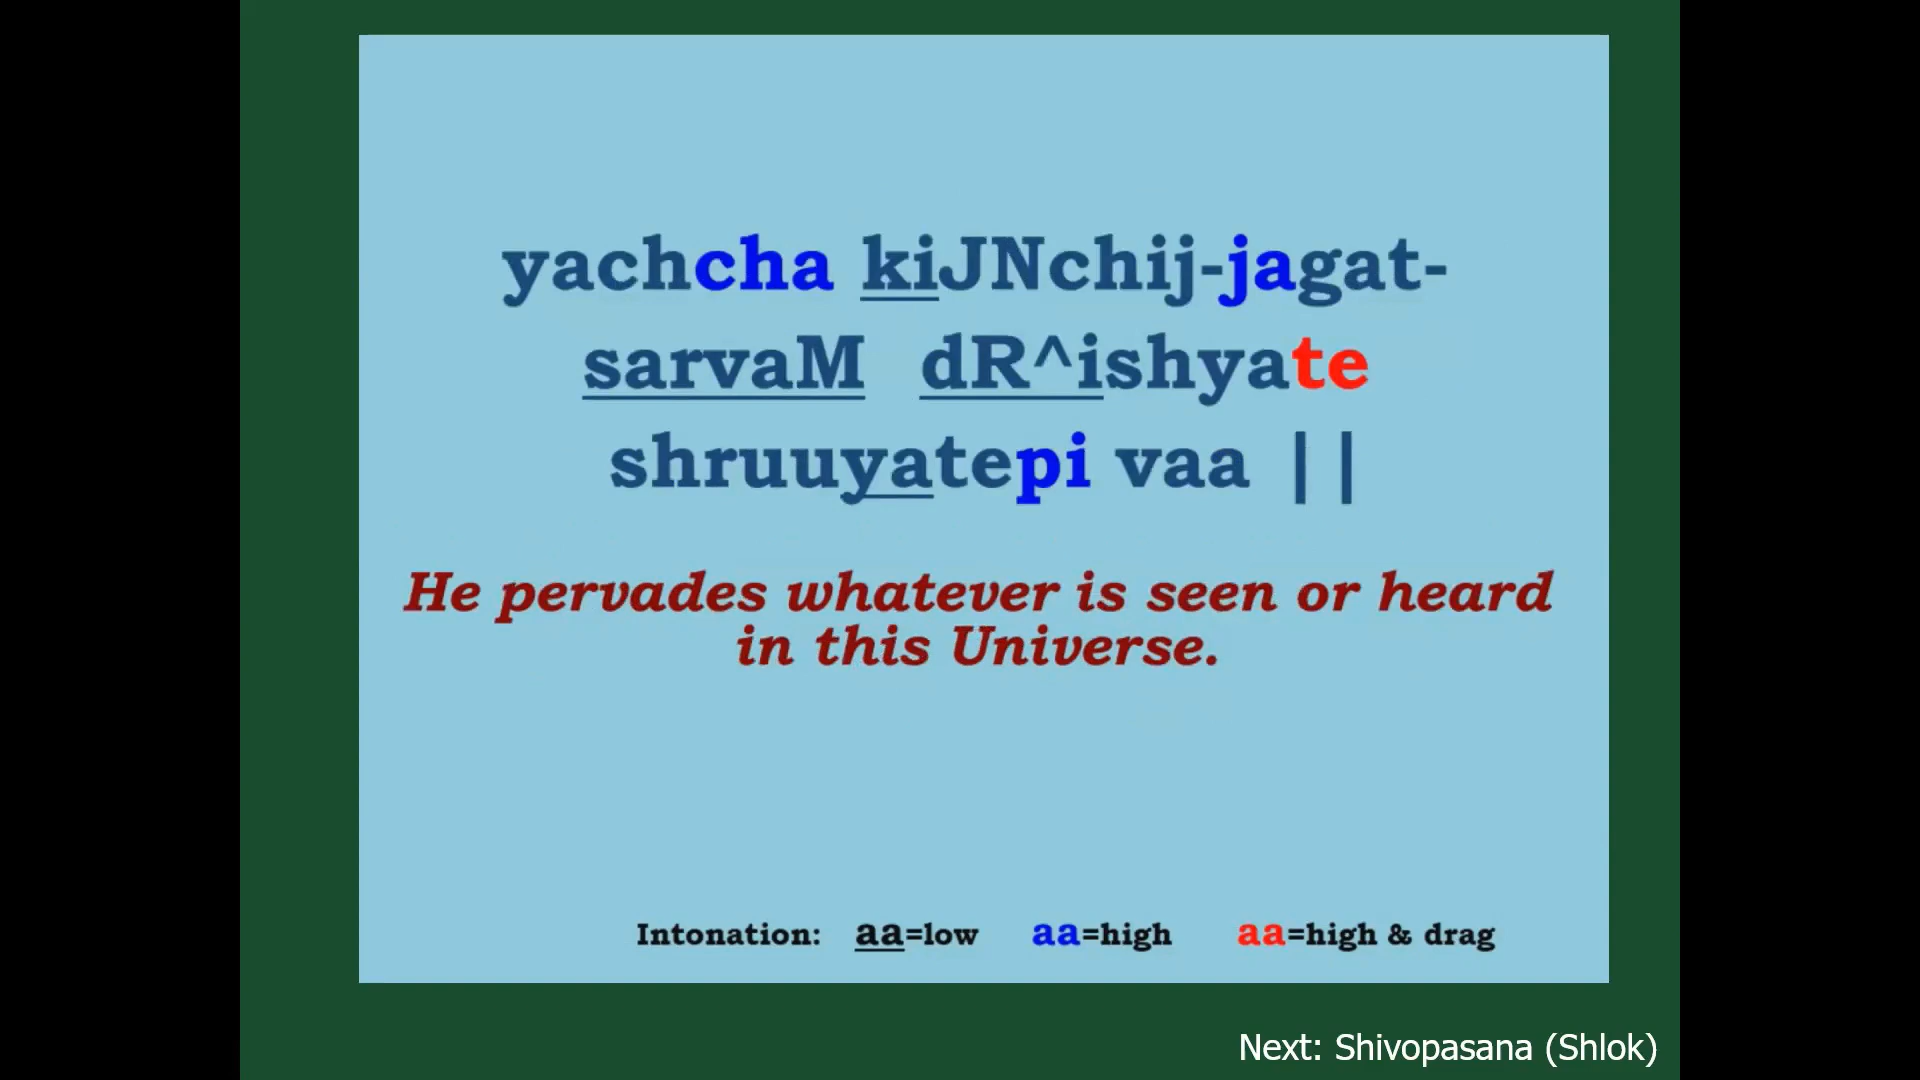 yachcha kiJNchij-jagat-
sarvaM dR^ishyate
shruuyatepi vaa ||
He pervades whatever is seen or heard
in this Universe.
Intonation: aa=low aa=high aa=high & drag
Next: Shivopasana (Shlok)